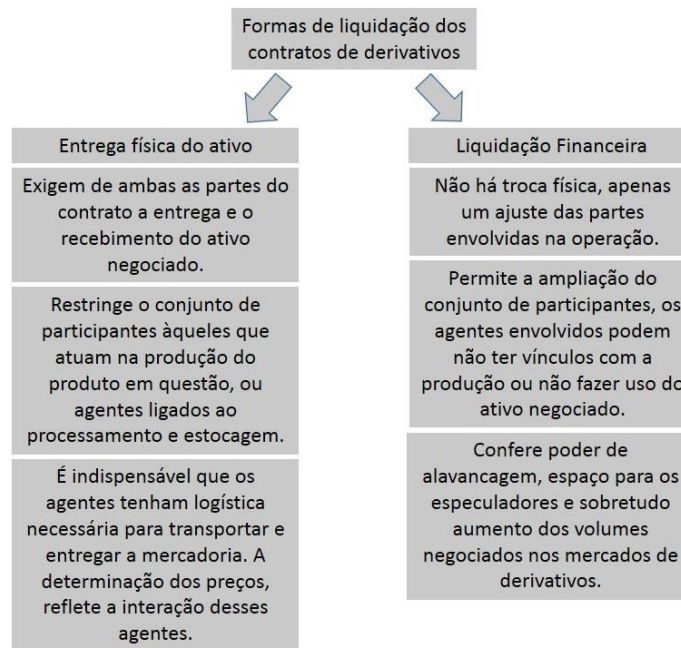 Formas de liquidação dos
contratos de derivativos
Entrega física do ativo
Exigem de ambas as partes do
contrato a entrega e o
recebimento do ativo
negociado.
Restringe o conjunto de
participantes àqueles que
atuam na produção do
produto em questão, ou
agentes ligados ao
processamento e estocagem.
É indispensável que os
agentes tenham logística
necessária para transportar e
entregar a mercadoria. A
determinação dos preços,
reflete a interação desses
agentes.
Liquidação Financeira
Não há troca física, apenas
um ajuste das partes
envolvidas na operação.
Permite a ampliação do
conjunto de participantes, os
agentes envolvidos podem
não ter vínculos com a
produção ou não fazer uso do
ativo negociado.
Confere poder de
alavancagem, espaço para os
especuladores e sobretudo
aumento dos volumes
negociados nos mercados de
derivativos.